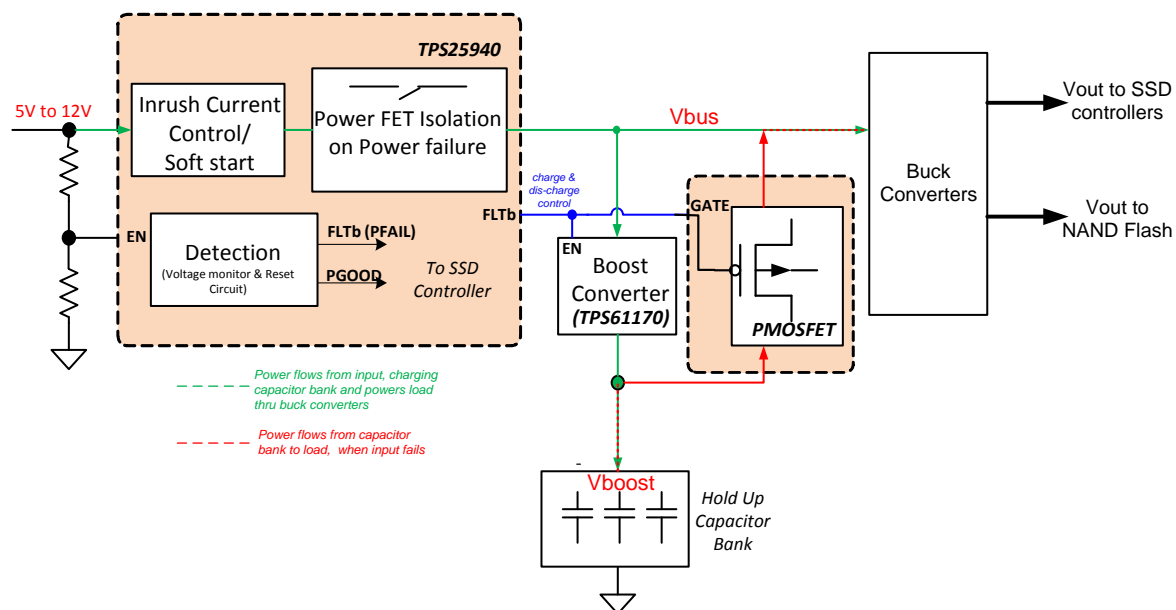 TPS25940
5V to 12V
Inrush Current
Control/
Soft start
Power FET Isolation
on Power failure
Vbus
Buck
Converters
Vout to SSD
controllers
Vout to
NAND Flash
charge &
dis-charge
control
FLTb
GATE
EN
Detection
(Voltage monitor & Reset
Circuit)
FLTb (PFAIL)
PGOOD
To SSD
Controller
EN
Boost
Converter
(TPS61170)
PMOSFET
Power flows from input, charging
capacitor bank and powers load
thru buck converters
Power flows from capacitor
bank to load, when input fails
Vboost
Hold Up
Capacitor
Bank